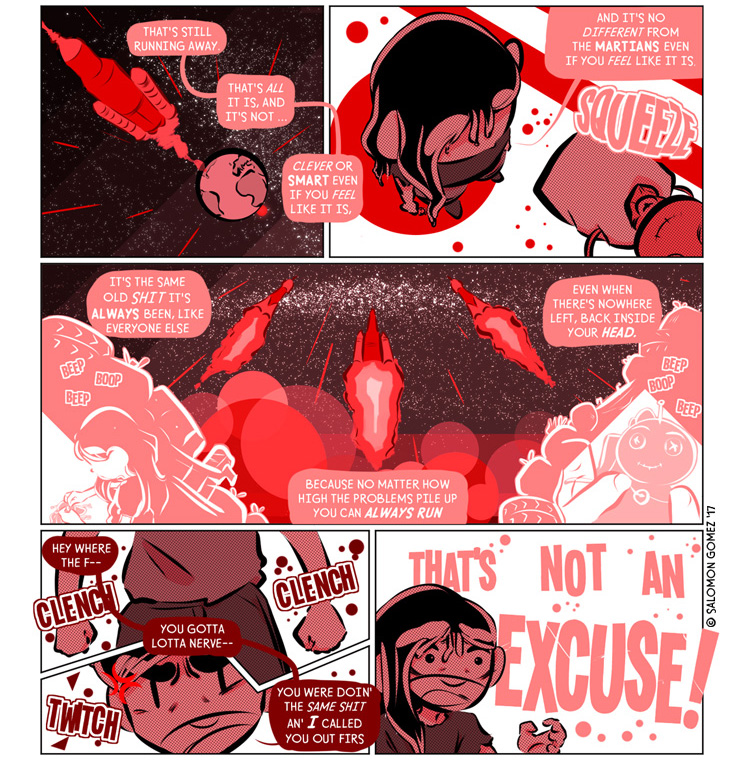 THAT'S STILL
RUNNING AWAY.
THAT'S ALL
IT IS, AND
IT'S NOT ...
CLEVER OR
SMART EVEN
IF YOU FEEL
LIKE IT IS,
AND IT'S NO
DIFFERENT FROM
THE MARTIANS EVEN
IF YOU FEEL LIKE IT IS.
SQUEEZE
IT'S THE SAME
OLD SHIT IT'S
ALWAYS BEEN, LIKE
EVERYONE ELSE
EVEN WHEN
THERE'S NOWHERE
LEFT, BACK INSIDE
YOUR HEAD.
BEEP
BOOP
BEEP
BEEP
BOOP
BEEP
BECAUSE NO MATTER HOW
HIGH THE PROBLEMS PILE UP
YOU CAN ALWAYS RUN
HEY WHERE
THE F--
CLENCH
CLENCH
YOU GOTTA
LOTTA NERVE--
TWITCH
YOU WERE DOIN'
THE SAME SHIT
AN' I CALLED
YOU OUT FIRS
THAT'S NOT AN
EXCUSE!
© SALOMON GOMEZ '17